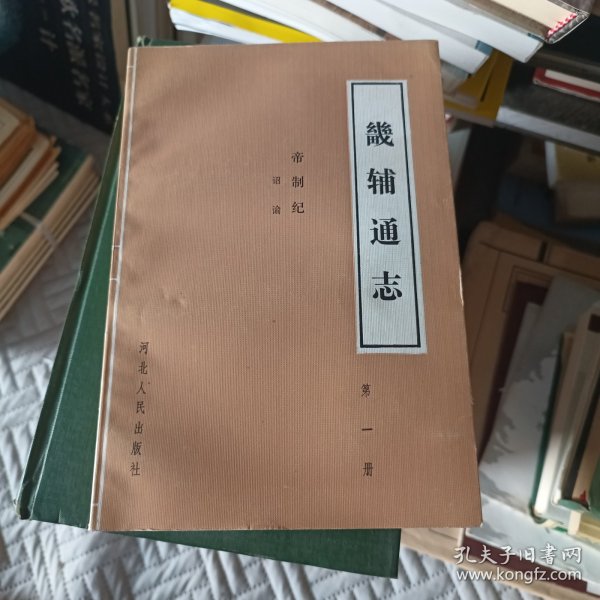 畿辅通志
第一册
帝制纪
诏谕
河北人民出版社
孔夫子旧书网
www.kongfz.com